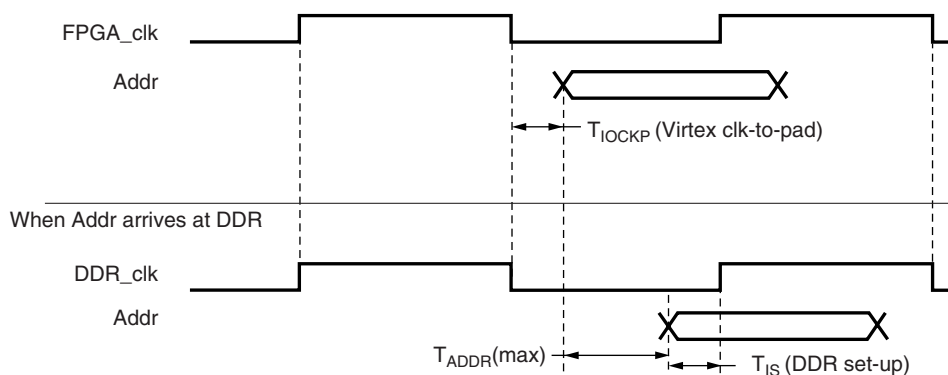 FPGA_clk
Addr
TIOCKP (Virtex clk-to-pad)
When Addr arrives at DDR
DDR_clk
Addr
TADDR(max)
TIS (DDR set-up)